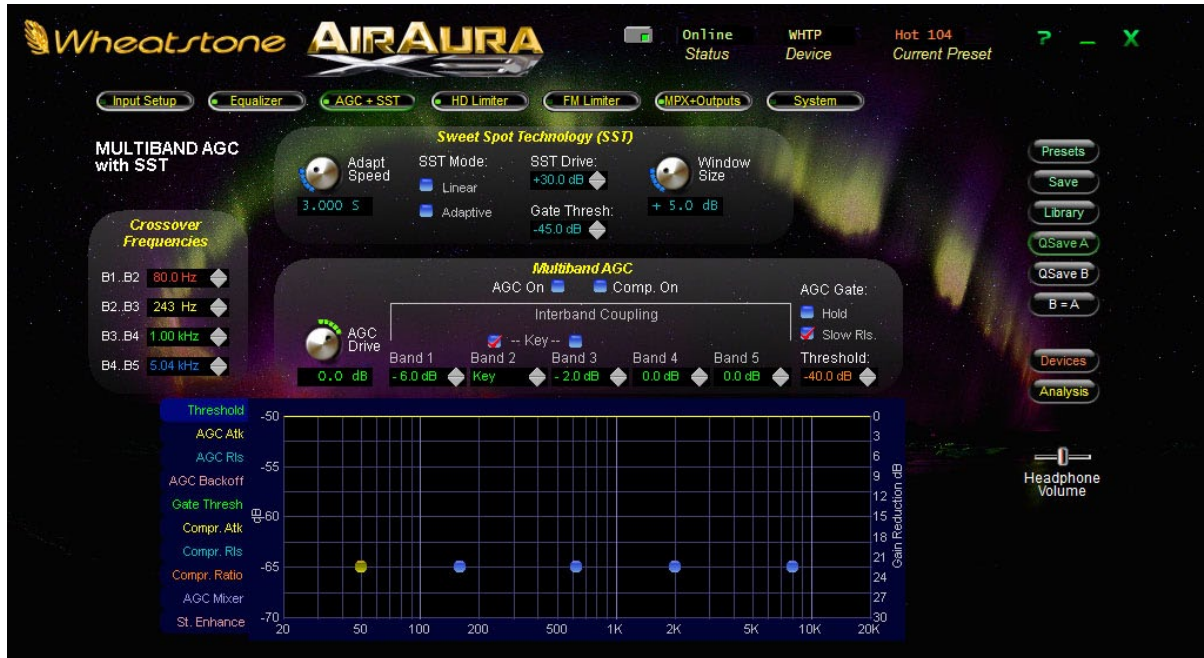 Wheatstone AIRAURA X3
Online WHTP Hot 104 ? _ X
Status Device Current Preset
Input Setup Equalizer AGC + SST HD Limiter FM Limiter MPX+Outputs System
MULTIBAND AGC
with SST
Sweet Spot Technology (SST)
Adapt
Speed
3.000 S
SST Mode:
Linear
Adaptive
SST Drive:
+30.0 dB
Gate Thresh:
-45.0 dB
Window
Size
+ 5.0 dB
Presets
Save
Library
QSave A
QSave B
B = A
Devices
Analysis
Headphone
Volume
Crossover
Frequencies
B1..B2 80.0 Hz
B2..B3 243 Hz
B3..B4 1.00 kHz
B4..B5 5.04 kHz
Multiband AGC
AGC On Comp. On
Interband Coupling
-- Key --
AGC
Drive
0.0 dB
Band 1 Band 2 Band 3 Band 4 Band 5
- 6.0 dB Key - 2.0 dB 0.0 dB 0.0 dB
AGC Gate:
Hold
Slow Rls.
Threshold:
-40.0 dB
Threshold
AGC Atk
AGC Rls
AGC Backoff
Gate Thresh
Compr. Atk
Compr. Rls
Compr. Ratio
AGC Mixer
St. Enhance
-50
-55
-60
-65
-70
dB
0
3
6
9
12
15
18
21
24
27
30
Gain Reduction dB
20 50 100 200 500 1K 2K 5K 10K 20K